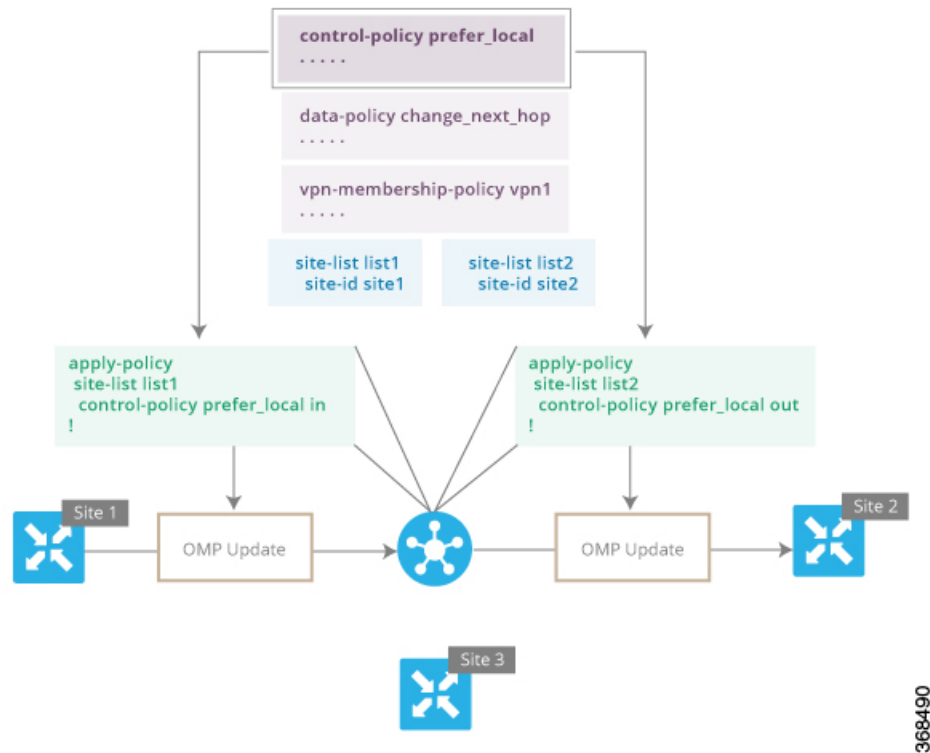 control-policy prefer_local
. . . . .
data-policy change_next_hop
. . . . .
vpn-membership-policy vpn1
. . . . .
site-list list1
site-id site1
site-list list2
site-id site2
apply-policy
site-list list1
control-policy prefer_local in
!
apply-policy
site-list list2
control-policy prefer_local out
!
Site 1
OMP Update
OMP Update
Site 2
Site 3
368490